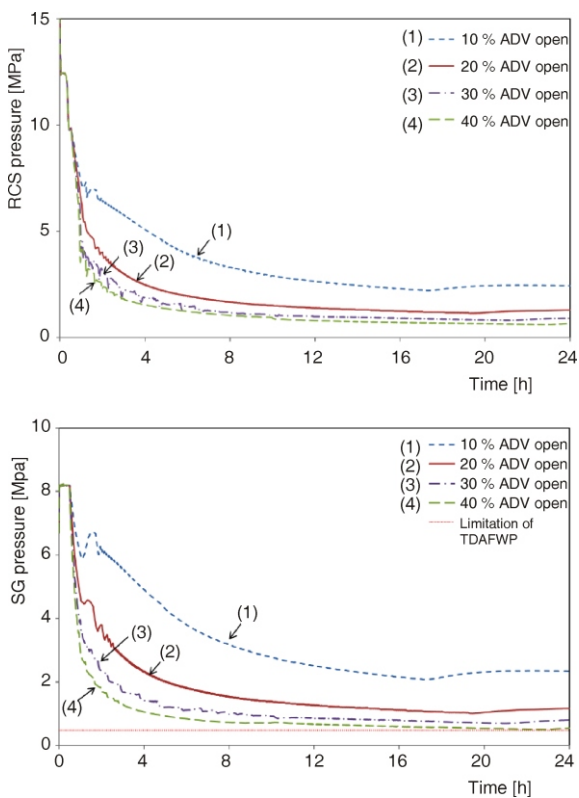 15
10
5
0
RCS pressure [MPa]
(1) 10 % ADV open
(2) 20 % ADV open
(3) 30 % ADV open
(4) 40 % ADV open
(1)
(3)
(2)
(4)
0 4 8 12 16 20 24
Time [h]
10
8
6
4
2
0
SG pressure [Mpa]
(1) 10 % ADV open
(2) 20 % ADV open
(3) 30 % ADV open
(4) 40 % ADV open
Limitation of
TDAFWP
(1)
(3)
(2)
(4)
0 4 8 12 16 20 24
Time [h]